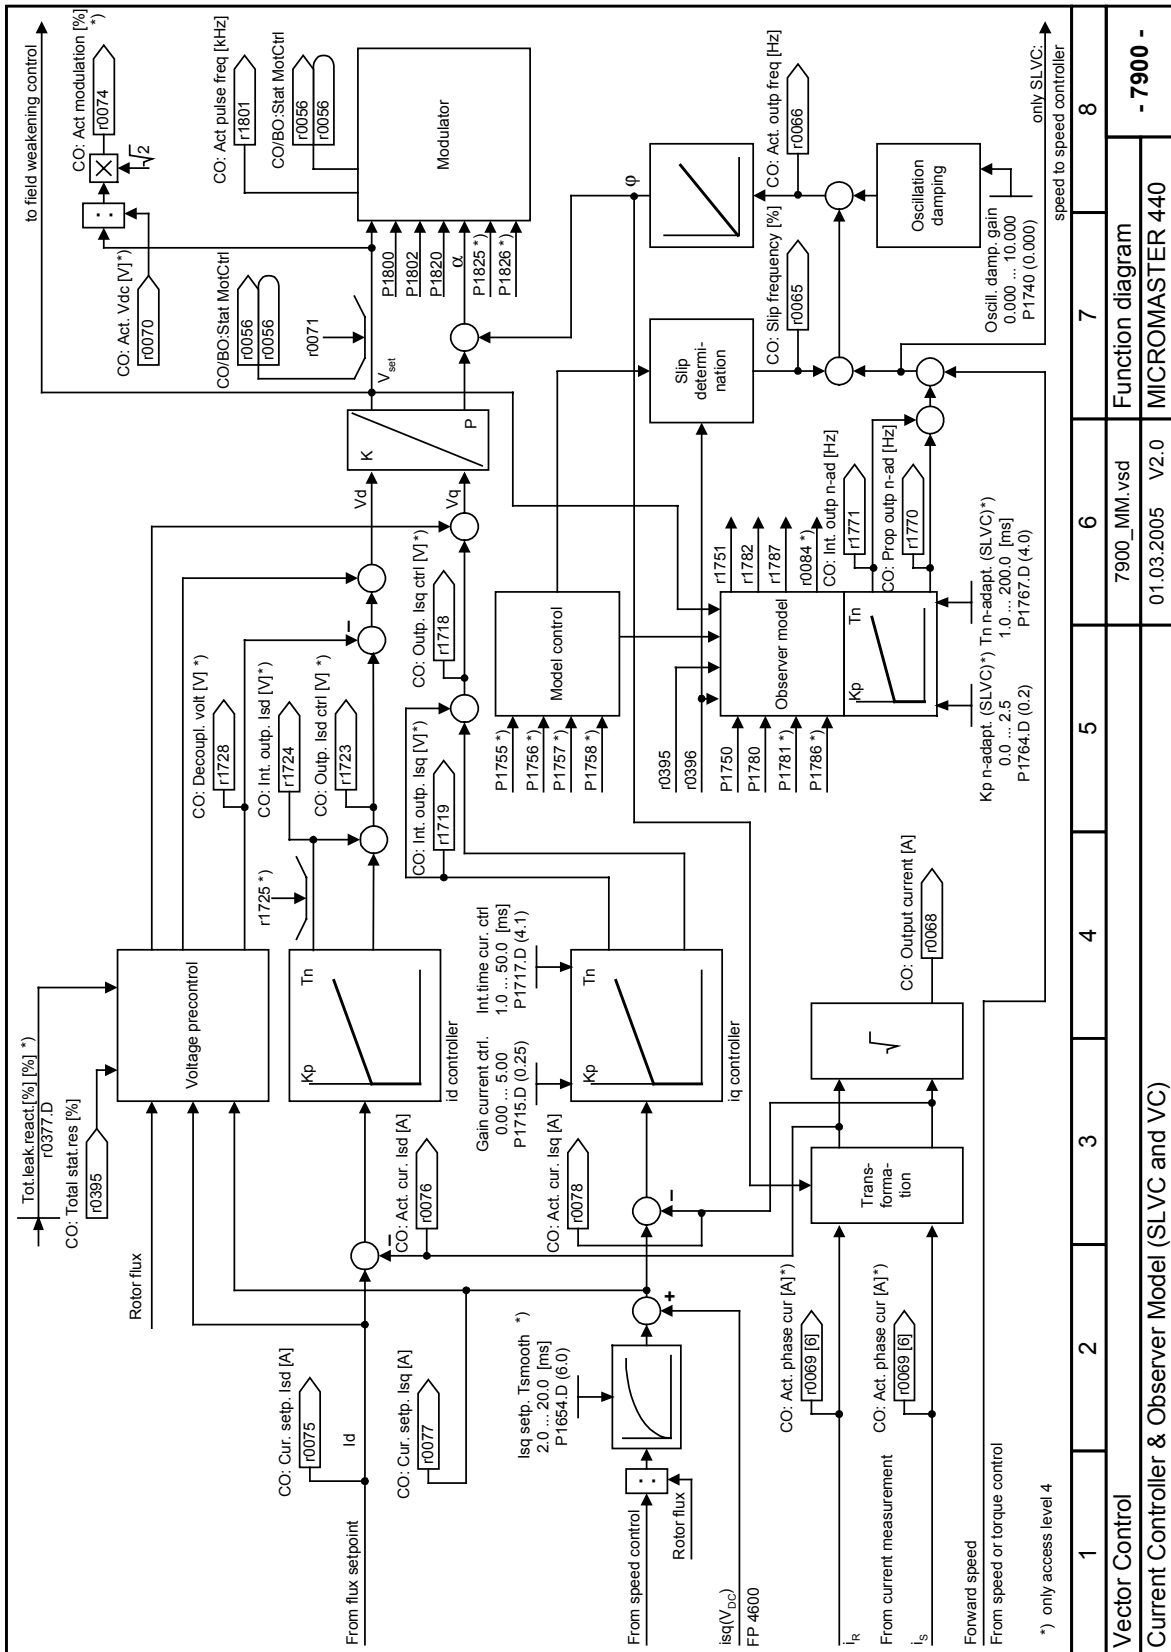 Tot.leak.react.[%] [%] *)
r0377.D
CO: Total stat.res [%]
r0395
Rotor flux
Voltage precontrol
CO: Cur. setp. Isd [A]
r0075
Id
From flux setpoint
CO: Cur. setp. Isq [A]
r0077
CO: Act. cur. Isd [A]
r0076
–
Kp
Tn
id controller
r1725 *)
CO: Decoupl. volt [V] *)
r1728
CO: Int. outp. Isd [V]*)
r1724
CO: Outp. Isd ctrl [V]*)
r1723
–
Vd
K
P
Vq
to field weakening control
CO: Act. Vdc [V]*)
r0070
CO: Act modulation [%]
*)
r0074
:
√2
CO/BO:Stat MotCtrl
r0056
r0056
r0071
V set
CO: Act pulse freq [kHz]
r1801
CO/BO:Stat MotCtrl
r0056
r0056
Modulator
P1800
P1802
P1820
α
P1825 *)
P1826 *)
Isq setp. Tsmooth *)
2.0 ... 20.0 [ms]
P1654.D (6.0)
From speed control
:
Rotor flux
+
isq(VDC)
FP 4600
Gain current ctrl.
0.00 ... 5.00
P1715.D (0.25)
Int.time cur. ctrl
1.0 ... 50.0 [ms]
P1717.D (4.1)
CO: Act. cur. Isq [A]
r0078
–
Kp
Tn
iq controller
CO: Int. outp. Isq [V]*)
r1719
CO: Outp. Isq ctrl [V]*)
r1718
P1755*)
P1756*)
P1757*)
P1758*)
Model control
r0395
r0396
P1750
P1780
P1781 *)
P1786 *)
Observer model
Kp
Tn
r1751
r1782
r1787
r0084 *)
CO: Int. outp n-ad [Hz]
r1771
CO: Prop outp n-ad [Hz]
r1770
Kp n-adapt. (SLVC)*)
0.0 ... 2.5
P1764.D (0.2)
Tn n-adapt. (SLVC)*)
1.0 ... 200.0 [ms]
P1767.D (4.0)
Slip
determi-
nation
CO: Slip frequency [%]
r0065
φ
CO: Act. outp freq [Hz]
r0066
Oscillation
damping
Oscill. damp. gain
0.000 ... 10.000
P1740 (0.000)
only SLVC:
speed to speed controller
CO: Act. phase cur [A]*)
r0069 [6]
iR
From current measurement
CO: Act. phase cur [A]*)
r0069 [6]
iS
Trans-
forma-
tion
√
CO: Output current [A]
r0068
Forward speed
From speed or torque control
*) only access level 4
1 2 3 4 5 6 7 8
Vector Control 7900_MM.vsd Function diagram - 7900 -
Current Controller & Observer Model (SLVC and VC) 01.03.2005 V2.0 MICROMASTER 440